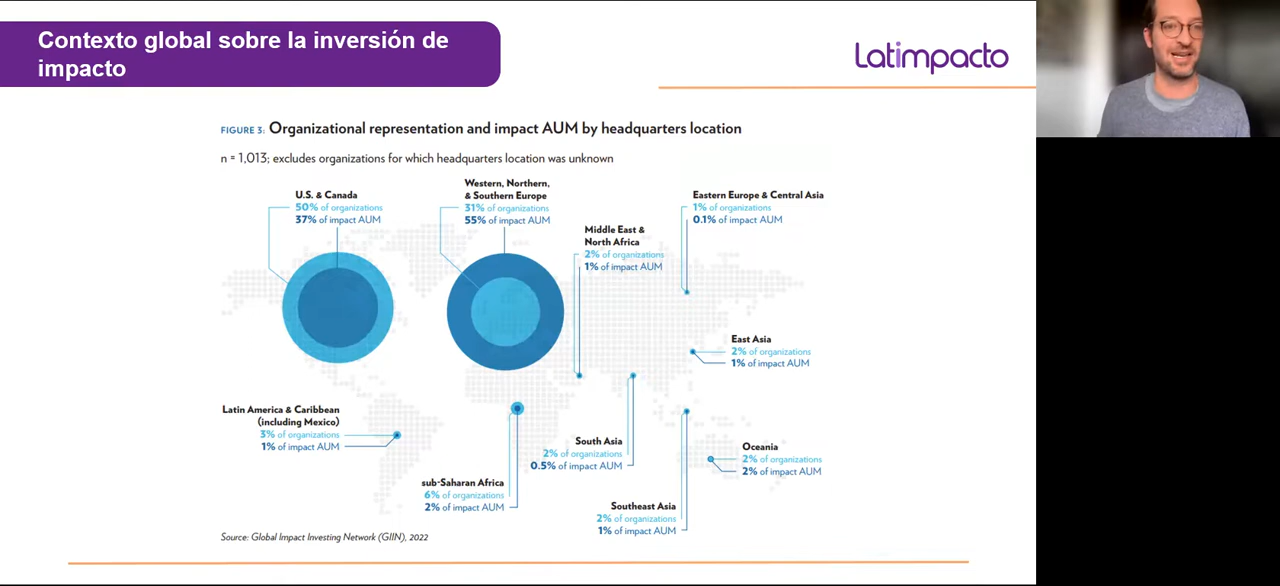 Contexto global sobre la inversión de
impacto
Latimpacto
FIGURE 3: Organizational representation and impact AUM by headquarters location
n = 1,013; excludes organizations for which headquarters location was unknown
U.S. & Canada
50% of organizations
37% of impact AUM
Western, Northern,
& Southern Europe
31% of organizations
55% of impact AUM
Eastern Europe & Central Asia
1% of organizations
0.1% of impact AUM
Middle East &
North Africa
2% of organizations
1% of impact AUM
East Asia
2% of organizations
1% of impact AUM
Latin America & Caribbean
(including Mexico)
3% of organizations
1% of impact AUM
South Asia
2% of organizations
0.5% of impact AUM
Oceania
2% of organizations
2% of impact AUM
sub-Saharan Africa
6% of organizations
2% of impact AUM
Southeast Asia
2% of organizations
1% of impact AUM
Source: Global Impact Investing Network (GIIN), 2022